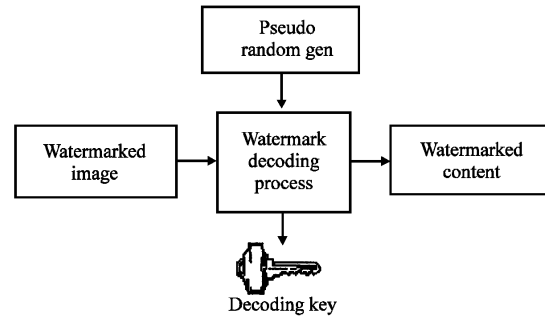 Pseudo
random gen
Watermarked
image
Watermark
decoding
process
Watermarked
content
Decoding key